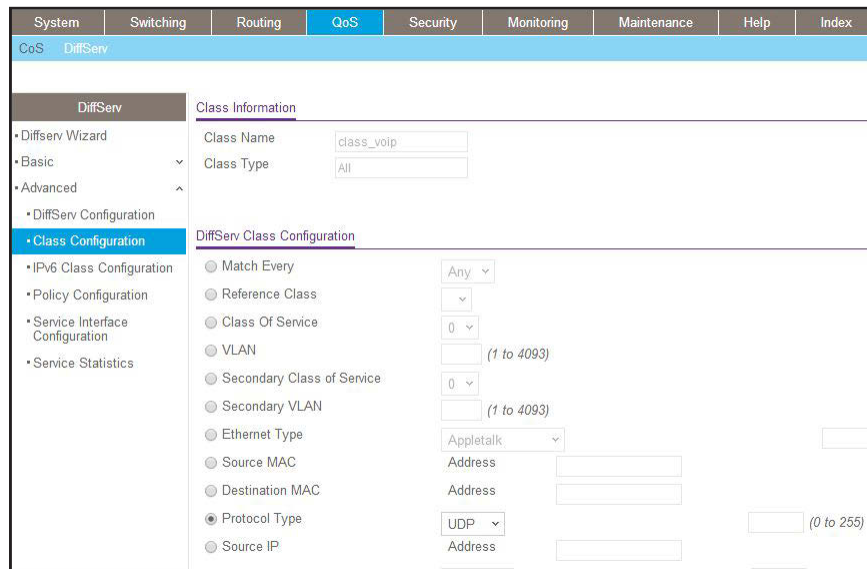 System Switching Routing QoS Security Monitoring Maintenance Help Index
CoS DiffServ
DiffServ
Diffserv Wizard
Basic
Advanced
DiffServ Configuration
Class Configuration
IPv6 Class Configuration
Policy Configuration
Service Interface
Configuration
Service Statistics
Class Information
Class Name class_voip
Class Type All
DiffServ Class Configuration
Match Every Any
Reference Class
Class Of Service 0
VLAN (1 to 4093)
Secondary Class of Service 0
Secondary VLAN (1 to 4093)
Ethernet Type Appletalk
Source MAC Address
Destination MAC Address
Protocol Type UDP (0 to 255)
Source IP Address